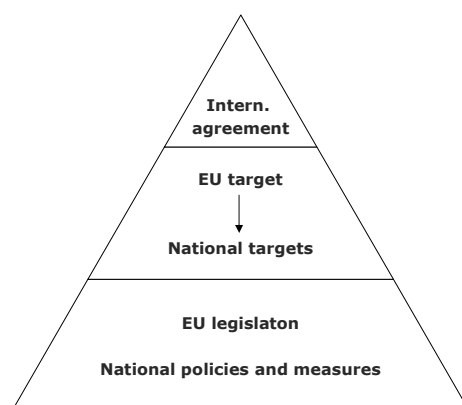 Intern.
agreement
EU target
National targets
EU legislaton
National policies and measures